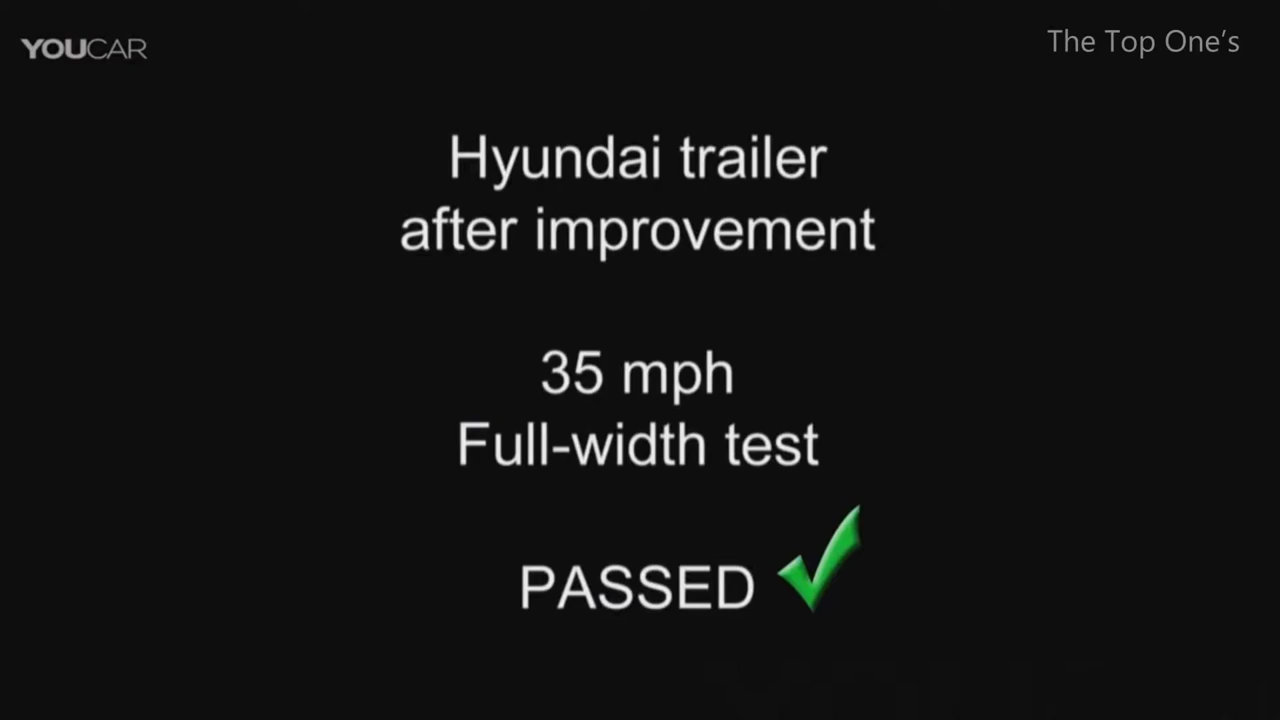 YOUCAR
The Top One's
Hyundai trailer
after improvement
35 mph
Full-width test
PASSED